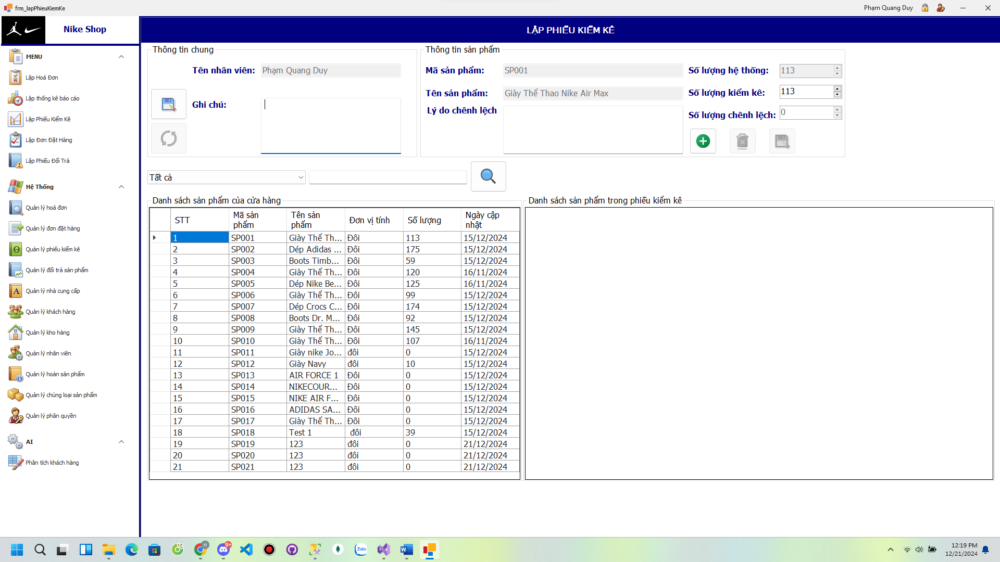 frm_lapPhieuKiemKe
Phạm Quang Duy
Nike Shop
LẬP PHIẾU KIỂM KÊ
MENU
Lập Hoá Đơn
Lập thống kê báo cáo
Lập Phiếu Kiểm Kê
Lập Đơn Đặt Hàng
Lập Phiếu Đổi Trả
Hệ Thống
Quản lý hoá đơn
Quản lý đơn đặt hàng
Quản lý phiếu kiểm kê
Quản lý đổi trả sản phẩm
Quản lý nhà cung cấp
Quản lý khách hàng
Quản lý kho hàng
Quản lý nhân viên
Quản lý hoàn sản phẩm
Quản lý chủng loại sản phẩm
Quản lý phân quyền
AI
Phân tích khách hàng
Thông tin chung
Tên nhân viên: Phạm Quang Duy
Ghi chú:
Thông tin sản phẩm
Mã sản phẩm: SP001
Tên sản phẩm: Giày Thể Thao Nike Air Max
Lý do chênh lệch
Số lượng hệ thống: 113
Số lượng kiểm kê: 113
Số lượng chênh lệch: 0
Tất cả
Danh sách sản phẩm của cửa hàng
STT Mã sản phẩm Tên sản phẩm Đơn vị tính Số lượng Ngày cập nhật
1 SP001 Giày Thể Th... Đôi 113 15/12/2024
2 SP002 Dép Adidas ... Đôi 175 15/12/2024
3 SP003 Boots Timb... Đôi 59 15/12/2024
4 SP004 Giày Thể Th... Đôi 120 16/11/2024
5 SP005 Dép Nike Be... Đôi 125 16/11/2024
6 SP006 Giày Thể Th... Đôi 99 15/12/2024
7 SP007 Dép Crocs C... Đôi 174 15/12/2024
8 SP008 Boots Dr. M... Đôi 92 15/12/2024
9 SP009 Giày Thể Th... Đôi 145 15/12/2024
10 SP010 Giày Thể Th... Đôi 107 16/11/2024
11 SP011 Giày nike Jo... đôi 0 15/12/2024
12 SP012 Giày Navy đôi 10 15/12/2024
13 SP013 AIR FORCE 1 Đôi 0 15/12/2024
14 SP014 NIKECOUR... Đôi 0 15/12/2024
15 SP015 NIKE AIR F... Đôi 0 15/12/2024
16 SP016 ADIDAS SA... Đôi 0 15/12/2024
17 SP017 Giày Thể Th... Đôi 0 15/12/2024
18 SP018 Test 1 đôi 39 15/12/2024
19 SP019 123 đôi 0 21/12/2024
20 SP020 123 đôi 0 21/12/2024
21 SP021 123 đôi 0 21/12/2024
Danh sách sản phẩm trong phiếu kiểm kê
H
9+
Zalo
W
12:19 PM
12/21/2024